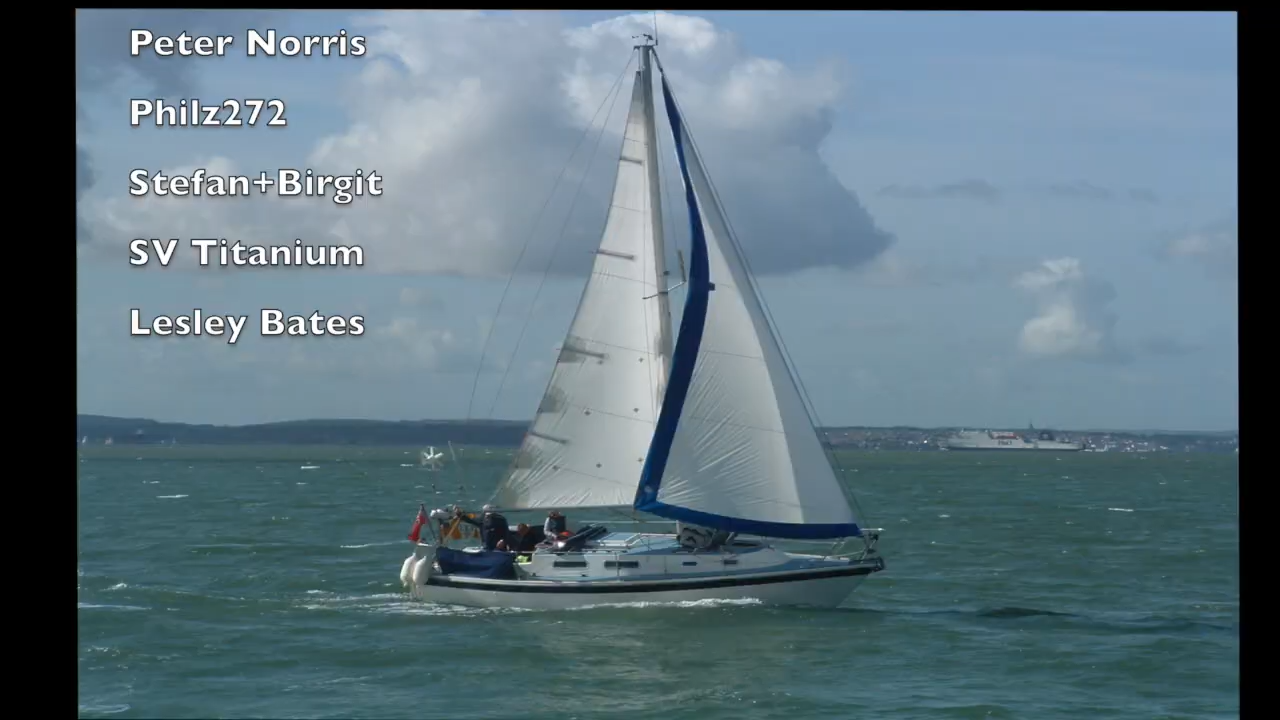 Peter Norris
Philz272
Stefan+Birgit
SV Titanium
Lesley Bates